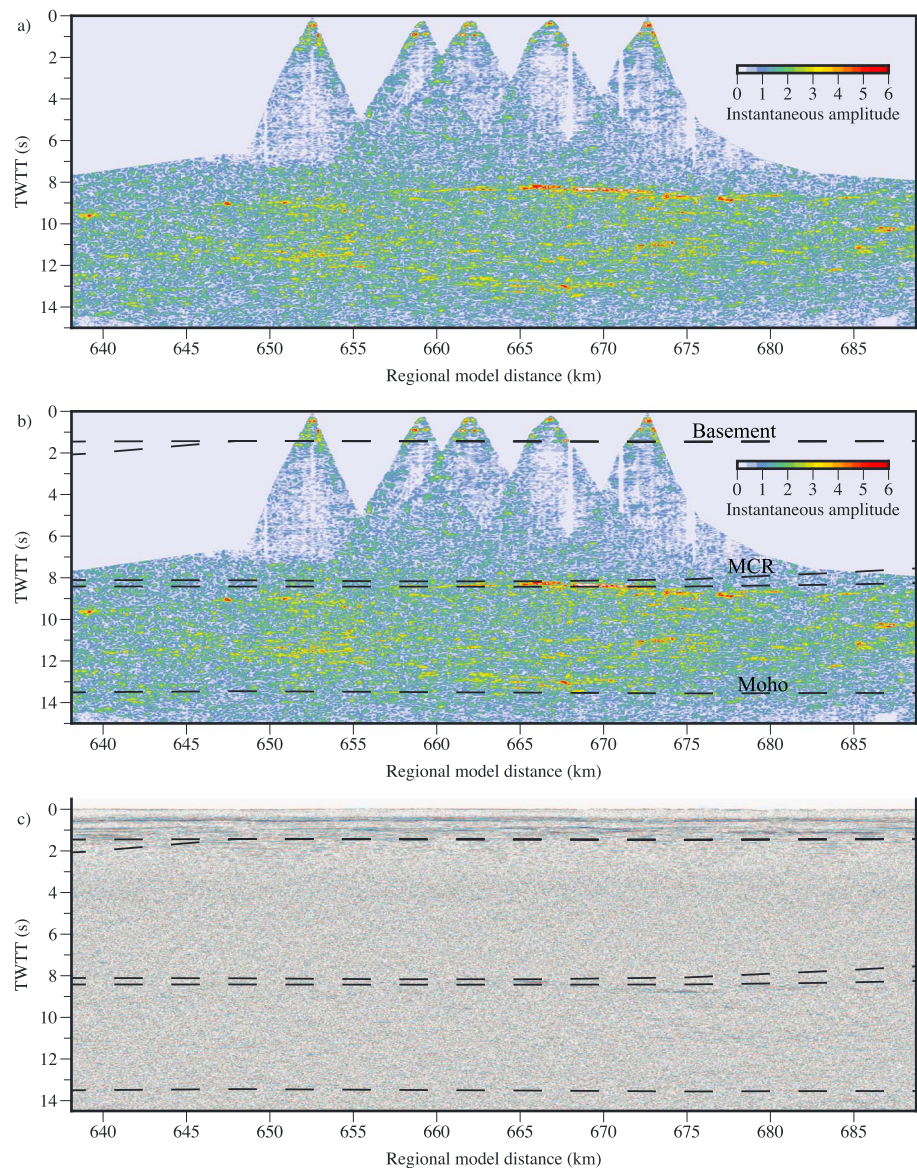 a)
0
2
4
6
8
10
12
14
TWTT (s)
0 1 2 3 4 5 6
Instantaneous amplitude
640 645 650 655 660 665 670 675 680 685
Regional model distance (km)
b)
0
2
4
6
8
10
12
14
TWTT (s)
Basement
0 1 2 3 4 5 6
Instantaneous amplitude
MCR
Moho
640 645 650 655 660 665 670 675 680 685
Regional model distance (km)
c)
0
2
4
6
8
10
12
14
TWTT (s)
640 645 650 655 660 665 670 675 680 685
Regional model distance (km)